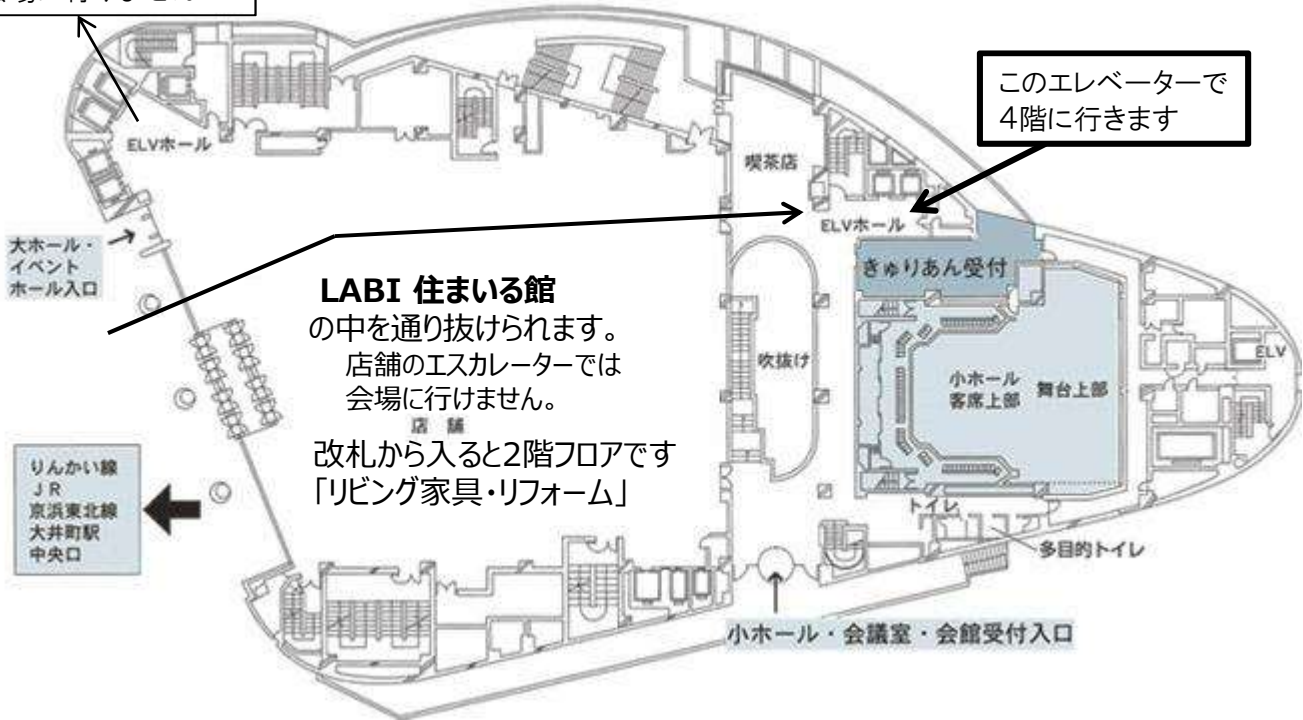 このエレベーターで
4階に行きます
ELVホール
喫茶店
ELVホール
大ホール・
イベント
ホール入口
きゅりあん受付
LABI 住まいる館
の中を通り抜けられます。
店舗のエスカレーターでは
会場に行けません。
店 舗
改札から入ると2階フロアです
「リビング家具・リフォーム」
吹抜け
小ホール
客席上部
舞台上部
ELV
りんかい線
JR
京浜東北線
大井町駅
中央口
トイレ
多目的トイレ
小ホール・会議室・会館受付入口